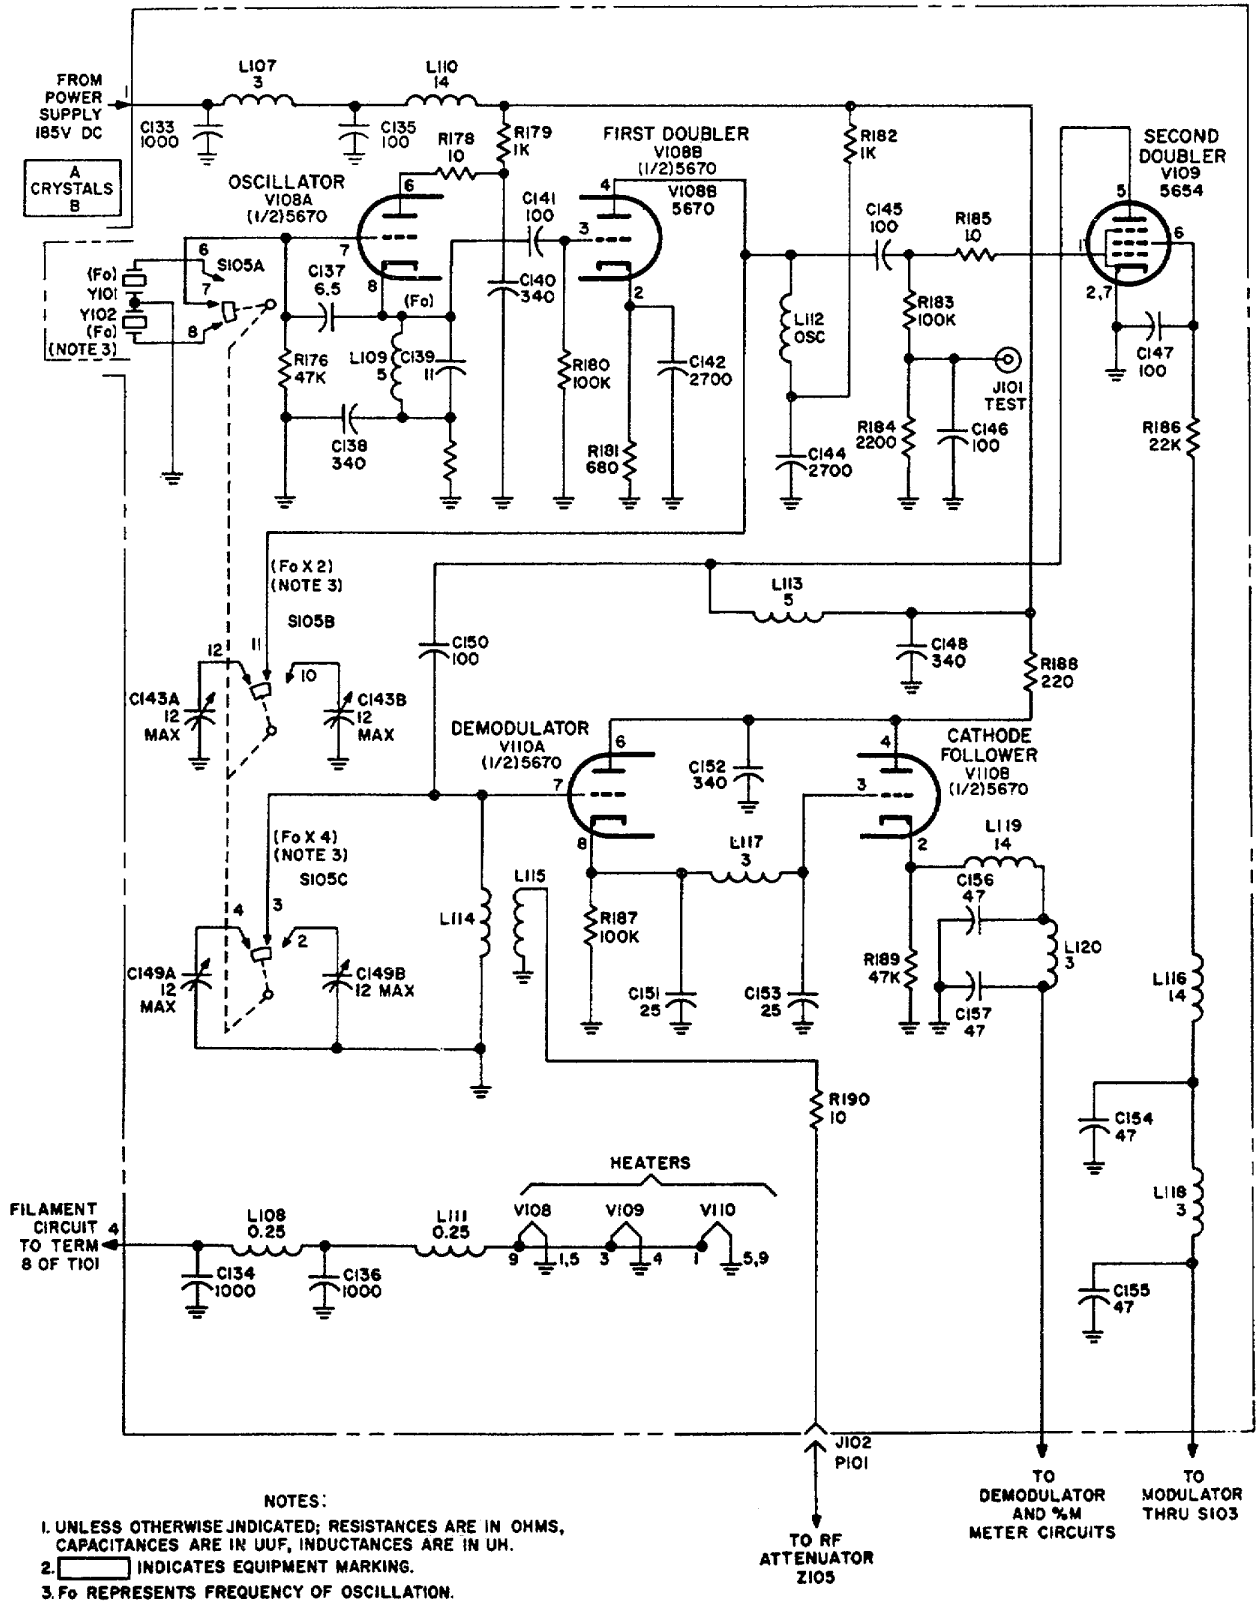 FROM
POWER
SUPPLY
185V DC
1
L107
3
L110
14
C133
1000
C135
100
R178
10
R179
1K
FIRST DOUBLER
V108B
(1/2)5670
V108B
5670
R182
1K
SECOND
DOUBLER
V109
5654
A
CRYSTALS
B
OSCILLATOR
V108A
(1/2)5670
6
7
8
C141
100
4
3
2
C145
100
R185
10
5
1
6
2,7
(Fo)
Y101
Y102
(Fo)
(NOTE 3)
6
7
8
S105A
C137
6.5
(Fo)
C140
340
L112
OSC
R183
100K
C147
100
R176
47K
L109
5
C139
11
R180
100K
C142
2700
J101
TEST
C138
340
R181
680
C144
2700
R184
2200
C146
100
R186
22K
(Fo X 2)
(NOTE 3)
S105B
12
11
10
L113
5
C150
100
C148
340
R188
220
C143A
12
MAX
C143B
12
MAX
DEMODULATOR
V110A
(1/2)5670
6
7
8
C152
340
CATHODE
FOLLOWER
V110B
(1/2)5670
4
3
2
(Fo X 4)
(NOTE 3)
S105C
4
3
2
L115
L117
3
L119
14
C156
47
L114
R187
100K
R189
47K
L120
3
C149A
12
MAX
C149B
12 MAX
C151
25
C153
25
C157
47
L116
14
R190
10
C154
47
HEATERS
FILAMENT
CIRCUIT
TO TERM
8 OF T101
4
L108
0.25
L111
0.25
V108
V109
V110
9
1,5
3
4
1
5,9
L118
3
C134
1000
C136
1000
C155
47
J102
P101
TO RF
ATTENUATOR
Z105
TO
DEMODULATOR
AND %M
METER CIRCUITS
TO
MODULATOR
THRU S103
NOTES:
1. UNLESS OTHERWISE INDICATED; RESISTANCES ARE IN OHMS,
CAPACITANCES ARE IN UUF, INDUCTANCES ARE IN UH.
2. INDICATES EQUIPMENT MARKING.
3. Fo REPRESENTS FREQUENCY OF OSCILLATION.